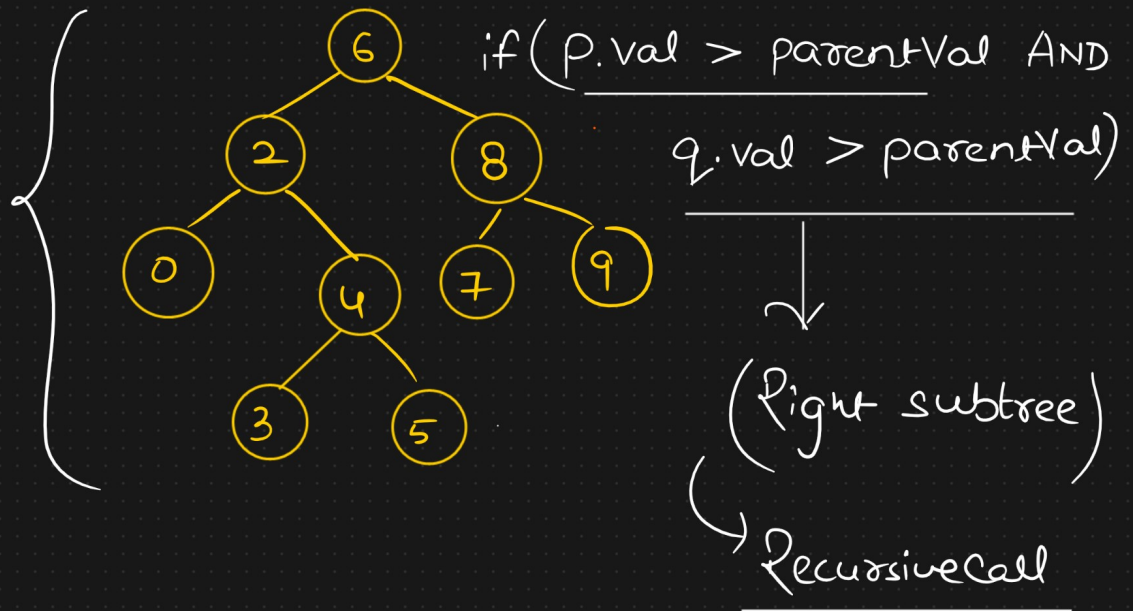 6
if(p.val > parentVal AND
2
8
q.val > parentVal)
0
4
7
9
3
5
(Right subtree)
RecursiveCall